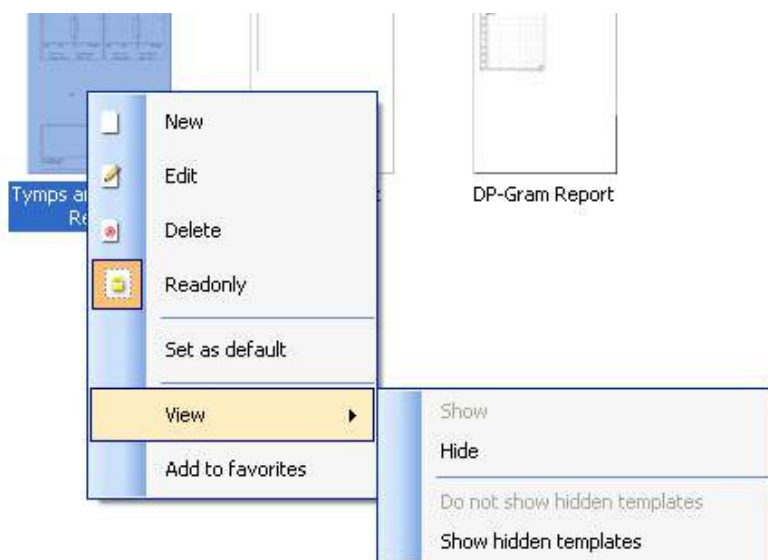 Tymps
DP-Gram Report
New
Edit
Delete
Readonly
Set as default
View
Add to favorites
Show
Hide
Do not show hidden templates
Show hidden templates